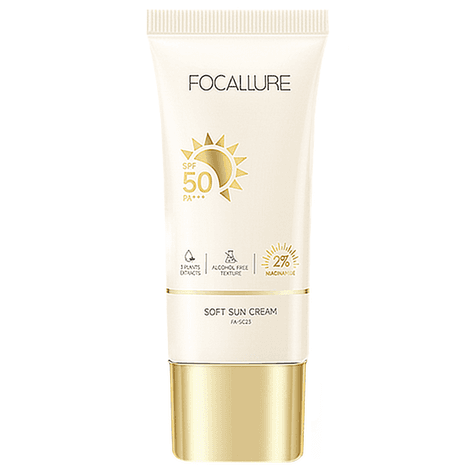 FOCALLURE
SPF
50
PA+++
3 PLANTS
EXTRACTS
ALCOHOL FREE
TEXTURE
2%
NIACINAMIDE
SOFT SUN CREAM
FA-SC23